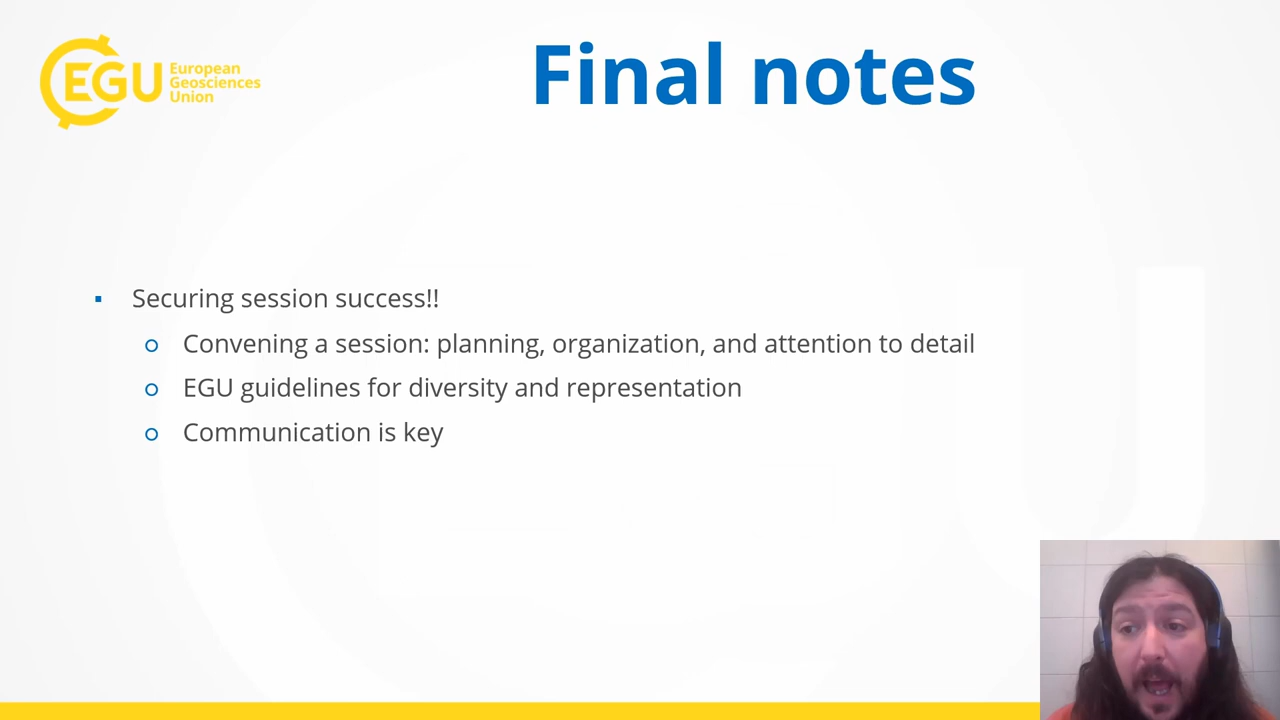 EGU
European
Geosciences
Union
Final notes
Securing session success!!
Convening a session: planning, organization, and attention to detail
EGU guidelines for diversity and representation
Communication is key